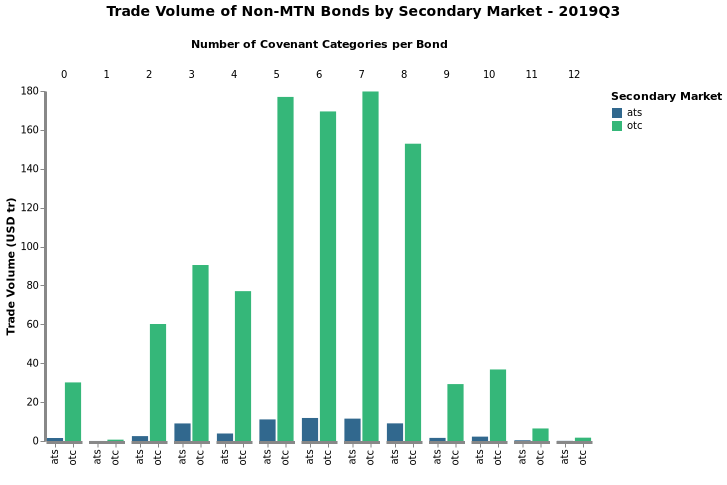 Trade Volume of Non-MTN Bonds by Secondary Market - 2019Q3
Number of Covenant Categories per Bond
0 1 2 3 4 5 6 7 8 9 10 11 12
Secondary Market
ats
otc
Trade Volume (USD tr)
180
160
140
120
100
80
60
40
20
0
ats otc ats otc ats otc ats otc ats otc ats otc ats otc ats otc ats otc ats otc ats otc ats otc ats otc